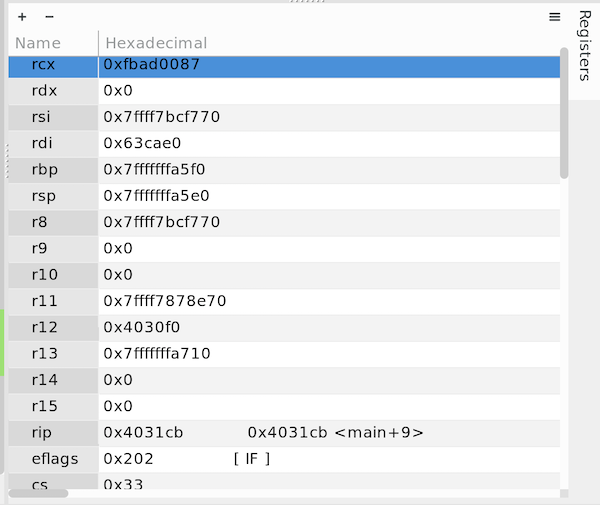 + − ≡
Registers
Name Hexadecimal
rcx 0xfbad0087
rdx 0x0
rsi 0x7ffff7bcf770
rdi 0x63cae0
rbp 0x7fffffffa5f0
rsp 0x7fffffffa5e0
r8 0x7ffff7bcf770
r9 0x0
r10 0x0
r11 0x7ffff7878e70
r12 0x4030f0
r13 0x7fffffffa710
r14 0x0
r15 0x0
rip 0x4031cb 0x4031cb <main+9>
eflags 0x202 [ IF ]
cs 0x33